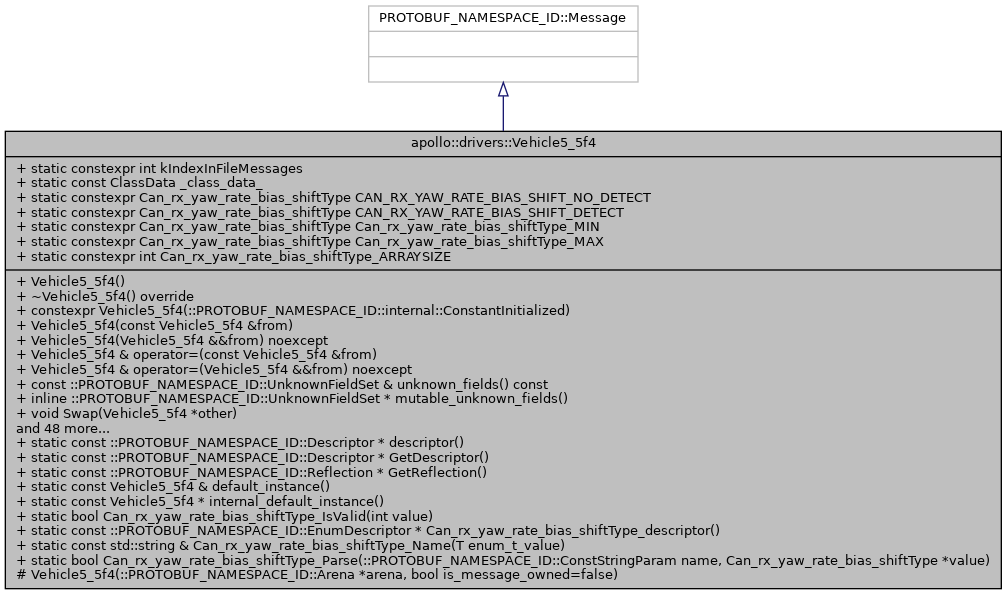 PROTOBUF_NAMESPACE_ID::Message
apollo::drivers::Vehicle5_5f4
+ static constexpr int kIndexInFileMessages
+ static const ClassData _class_data_
+ static constexpr Can_rx_yaw_rate_bias_shiftType CAN_RX_YAW_RATE_BIAS_SHIFT_NO_DETECT
+ static constexpr Can_rx_yaw_rate_bias_shiftType CAN_RX_YAW_RATE_BIAS_SHIFT_DETECT
+ static constexpr Can_rx_yaw_rate_bias_shiftType Can_rx_yaw_rate_bias_shiftType_MIN
+ static constexpr Can_rx_yaw_rate_bias_shiftType Can_rx_yaw_rate_bias_shiftType_MAX
+ static constexpr int Can_rx_yaw_rate_bias_shiftType_ARRAYSIZE
+ Vehicle5_5f4()
+ ~Vehicle5_5f4() override
+ constexpr Vehicle5_5f4(::PROTOBUF_NAMESPACE_ID::internal::ConstantInitialized)
+ Vehicle5_5f4(const Vehicle5_5f4 &from)
+ Vehicle5_5f4(Vehicle5_5f4 &&from) noexcept
+ Vehicle5_5f4 & operator=(const Vehicle5_5f4 &from)
+ Vehicle5_5f4 & operator=(Vehicle5_5f4 &&from) noexcept
+ const ::PROTOBUF_NAMESPACE_ID::UnknownFieldSet & unknown_fields() const
+ inline ::PROTOBUF_NAMESPACE_ID::UnknownFieldSet * mutable_unknown_fields()
+ void Swap(Vehicle5_5f4 *other)
and 48 more...
+ static const ::PROTOBUF_NAMESPACE_ID::Descriptor * descriptor()
+ static const ::PROTOBUF_NAMESPACE_ID::Descriptor * GetDescriptor()
+ static const ::PROTOBUF_NAMESPACE_ID::Reflection * GetReflection()
+ static const Vehicle5_5f4 & default_instance()
+ static const Vehicle5_5f4 * internal_default_instance()
+ static bool Can_rx_yaw_rate_bias_shiftType_IsValid(int value)
+ static const ::PROTOBUF_NAMESPACE_ID::EnumDescriptor * Can_rx_yaw_rate_bias_shiftType_descriptor()
+ static const std::string & Can_rx_yaw_rate_bias_shiftType_Name(T enum_t_value)
+ static bool Can_rx_yaw_rate_bias_shiftType_Parse(::PROTOBUF_NAMESPACE_ID::ConstStringParam name, Can_rx_yaw_rate_bias_shiftType *value)
# Vehicle5_5f4(::PROTOBUF_NAMESPACE_ID::Arena *arena, bool is_message_owned=false)